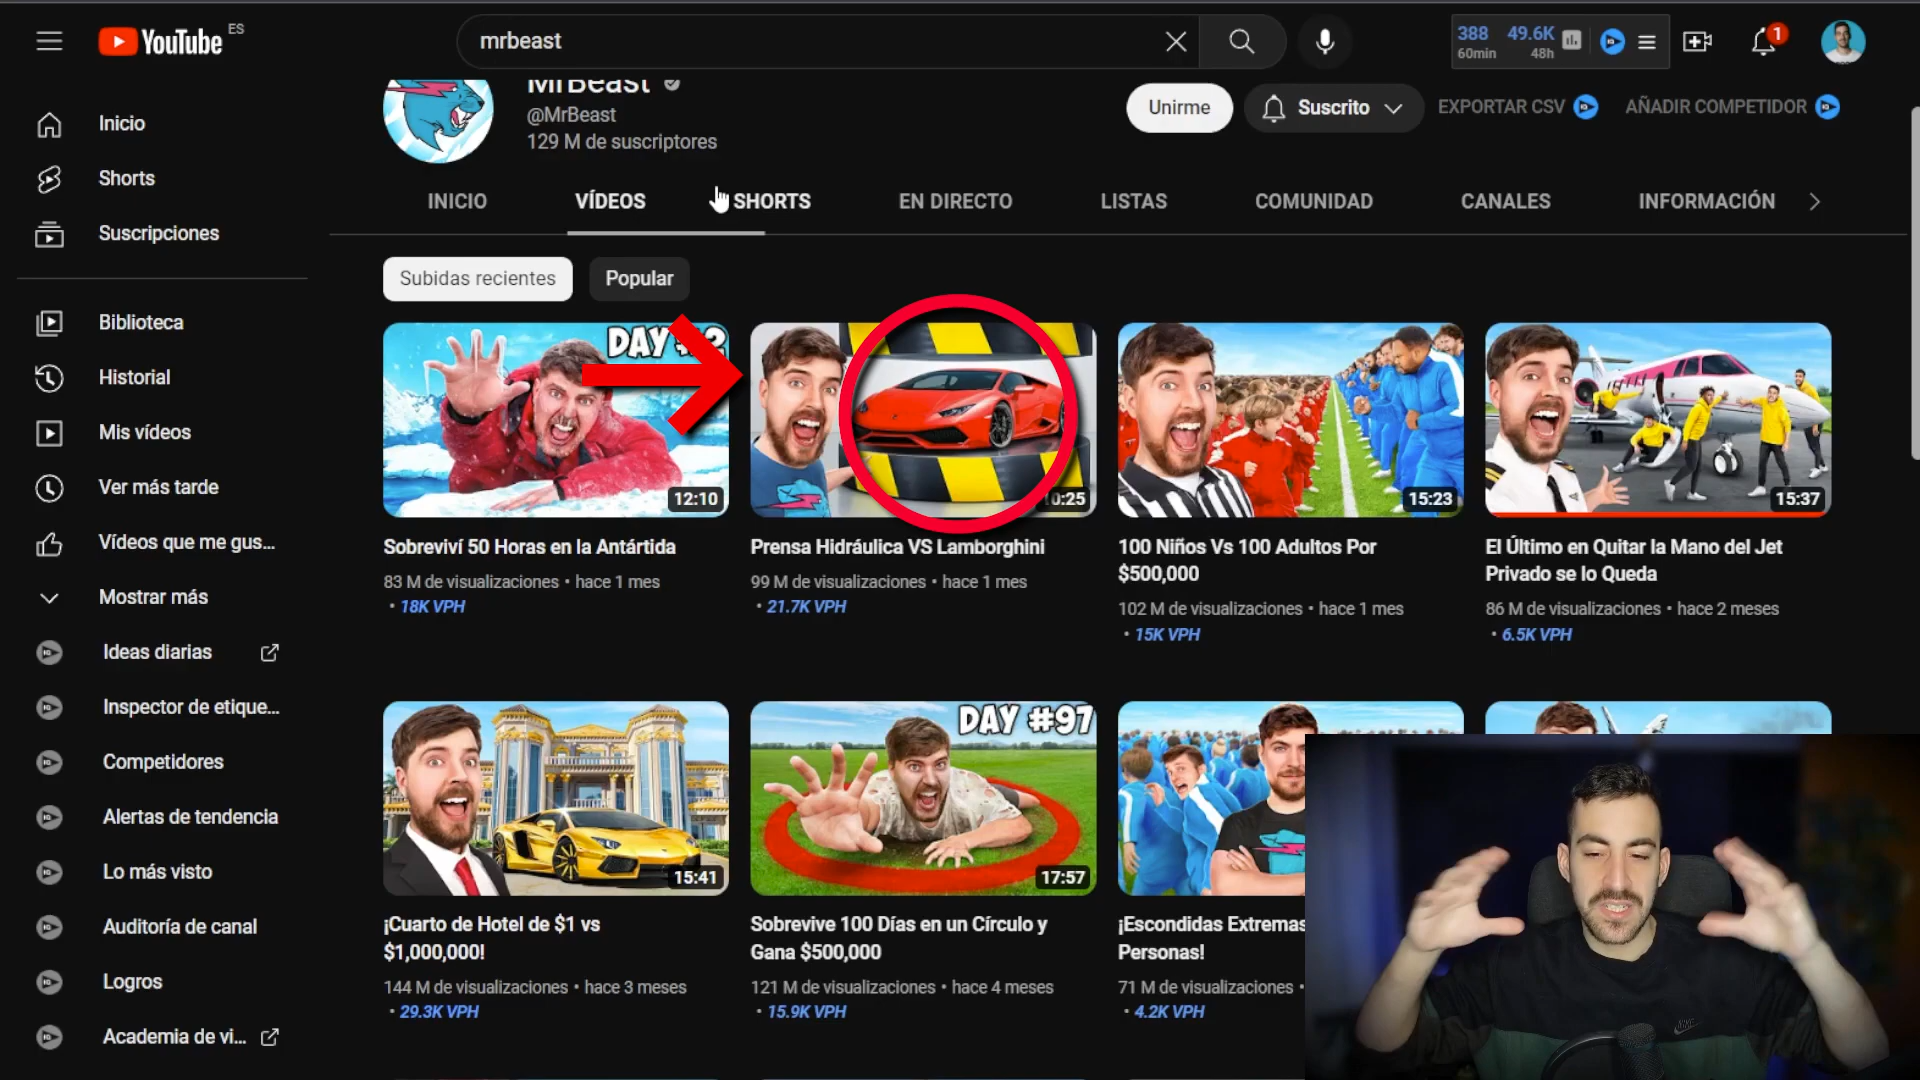 YouTube ES
mrbeast
388 49.6K
60min 48h
1
MrBeast
@MrBeast
129 M de suscriptores
Unirme
Suscrito
EXPORTAR CSV
AÑADIR COMPETIDOR
INICIO VÍDEOS SHORTS EN DIRECTO LISTAS COMUNIDAD CANALES INFORMACIÓN
Subidas recientes Popular
Inicio
Shorts
Suscripciones
Biblioteca
Historial
Mis vídeos
Ver más tarde
Vídeos que me gus...
Mostrar más
Ideas diarias
Inspector de etique...
Competidores
Alertas de tendencia
Lo más visto
Auditoría de canal
Logros
Academia de vi...
DAY
12:10
Sobreviví 50 Horas en la Antártida
83 M de visualizaciones • hace 1 mes
• 18K VPH
10:25
Prensa Hidráulica VS Lamborghini
99 M de visualizaciones • hace 1 mes
• 21.7K VPH
15:23
100 Niños Vs 100 Adultos Por
$500,000
102 M de visualizaciones • hace 1 mes
• 15K VPH
15:37
El Último en Quitar la Mano del Jet
Privado se lo Queda
86 M de visualizaciones • hace 2 meses
• 6.5K VPH
15:41
¡Cuarto de Hotel de $1 vs
$1,000,000!
144 M de visualizaciones • hace 3 meses
• 29.3K VPH
DAY #97
17:57
Sobrevive 100 Días en un Círculo y
Gana $500,000
121 M de visualizaciones • hace 4 meses
• 15.9K VPH
¡Escondidas Extremas
Personas!
71 M de visualizaciones •
• 4.2K VPH